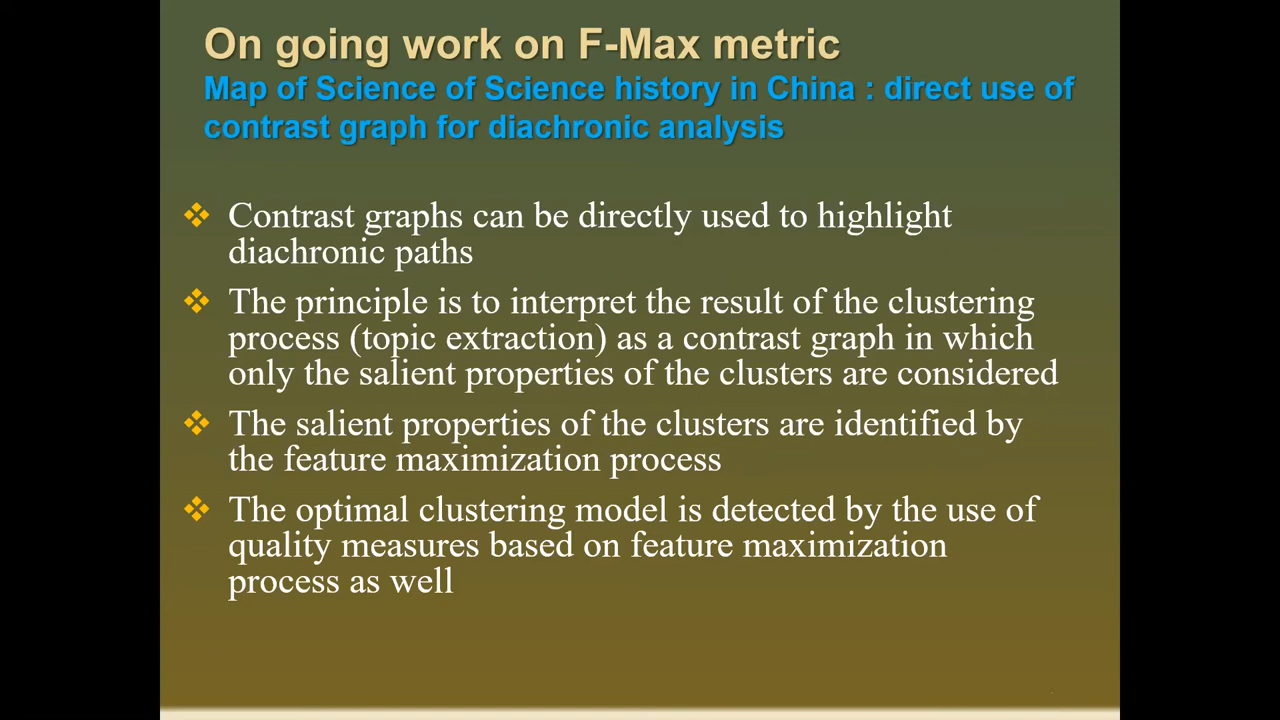 On going work on F-Max metric
Map of Science of Science history in China : direct use of
contrast graph for diachronic analysis
❖ Contrast graphs can be directly used to highlight
diachronic paths
❖ The principle is to interpret the result of the clustering
process (topic extraction) as a contrast graph in which
only the salient properties of the clusters are considered
❖ The salient properties of the clusters are identified by
the feature maximization process
❖ The optimal clustering model is detected by the use of
quality measures based on feature maximization
process as well